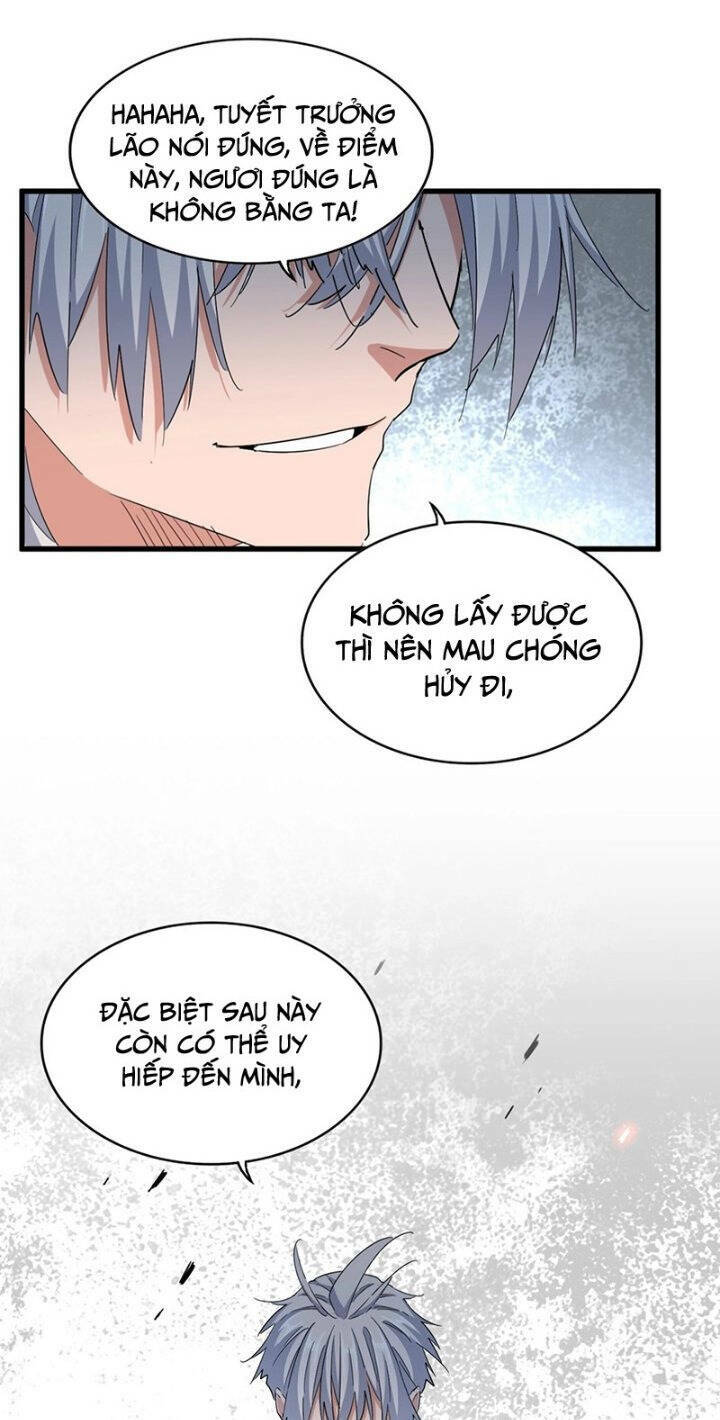 HAHAHA, TUYẾT TRƯỞNG
LÃO NÓI ĐÚNG, VỀ ĐIỂM
NÀY, NGƯƠI ĐÚNG LÀ
KHÔNG BẰNG TA!
KHÔNG LẤY ĐƯỢC
THÌ NÊN MAU CHÓNG
HỦY ĐI,
ĐẶC BIỆT SAU NÀY
CÒN CÓ THỂ UY
HIẾP ĐẾN MÌNH,